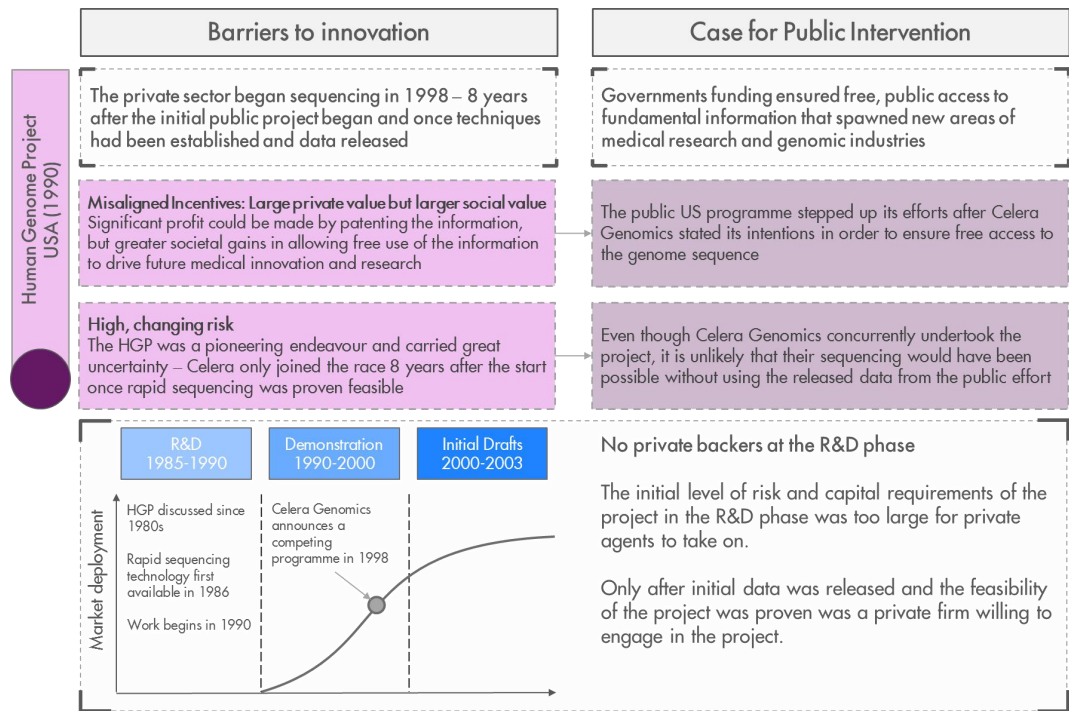 Barriers to innovation
Case for Public Intervention
Human Genome Project
USA (1990)
The private sector began sequencing in 1998 – 8 years
after the initial public project began and once techniques
had been established and data released
Governments funding ensured free, public access to
fundamental information that spawned new areas of
medical research and genomic industries
Misaligned Incentives: Large private value but larger social value
Significant profit could be made by patenting the information,
but greater societal gains in allowing free use of the information
to drive future medical innovation and research
The public US programme stepped up its efforts after Celera
Genomics stated its intentions in order to ensure free access to
the genome sequence
High, changing risk
The HGP was a pioneering endeavour and carried great
uncertainty – Celera only joined the race 8 years after the start
once rapid sequencing was proven feasible
Even though Celera Genomics concurrently undertook the
project, it is unlikely that their sequencing would have been
possible without using the released data from the public effort
R&D
1985-1990
Demonstration
1990-2000
Initial Drafts
2000-2003
Market deployment
HGP discussed since
1980s
Rapid sequencing
technology first
available in 1986
Work begins in 1990
Celera Genomics
announces a
competing
programme in 1998
No private backers at the R&D phase
The initial level of risk and capital requirements of the
project in the R&D phase was too large for private
agents to take on.
Only after initial data was released and the feasibility
of the project was proven was a private firm willing to
engage in the project.